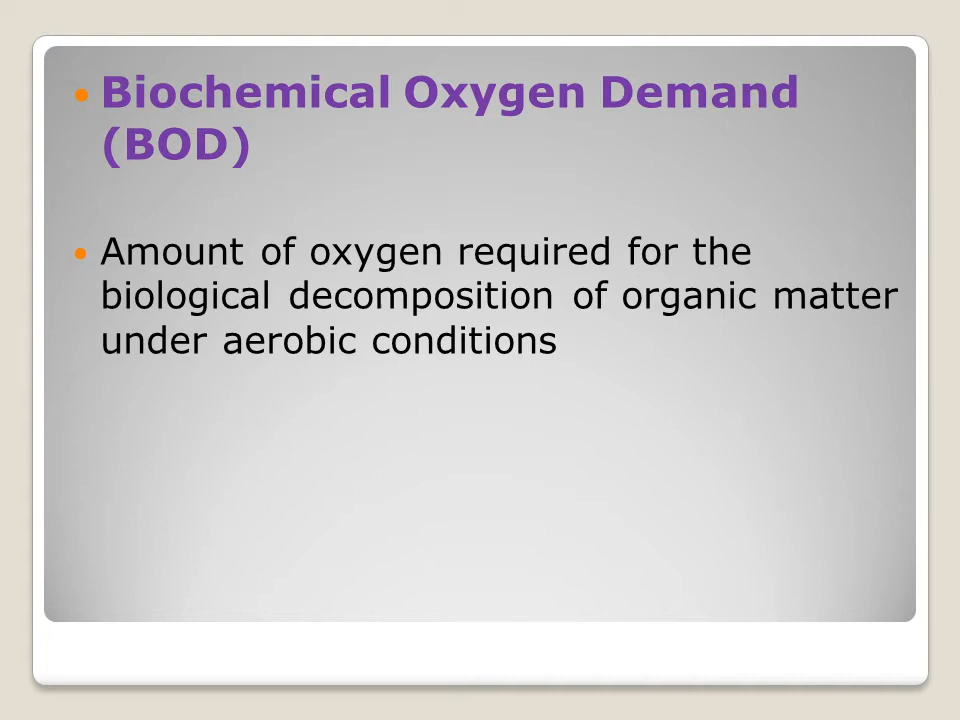 Biochemical Oxygen Demand
(BOD)
Amount of oxygen required for the
biological decomposition of organic matter
under aerobic conditions